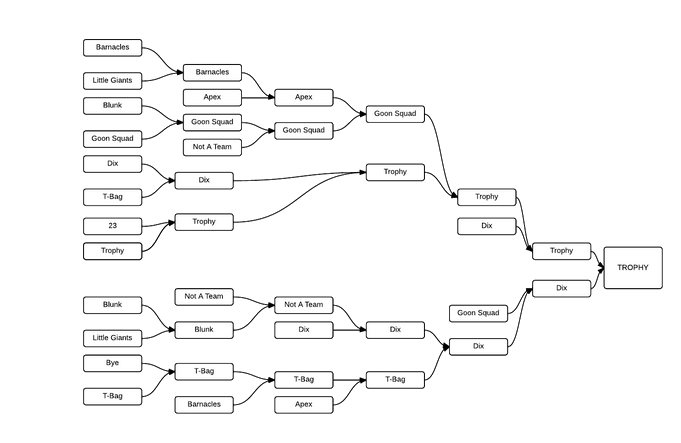 Barnacles
Little Giants
Barnacles
Blunk
Apex
Apex
Goon Squad
Goon Squad
Goon Squad
Goon Squad
Not A Team
Dix
T-Bag
Dix
Trophy
23
Trophy
Trophy
Trophy
Dix
Trophy
TROPHY
Blunk
Little Giants
Not A Team
Blunk
Not A Team
Dix
Dix
Goon Squad
Dix
Dix
Bye
T-Bag
T-Bag
Barnacles
T-Bag
Apex
T-Bag